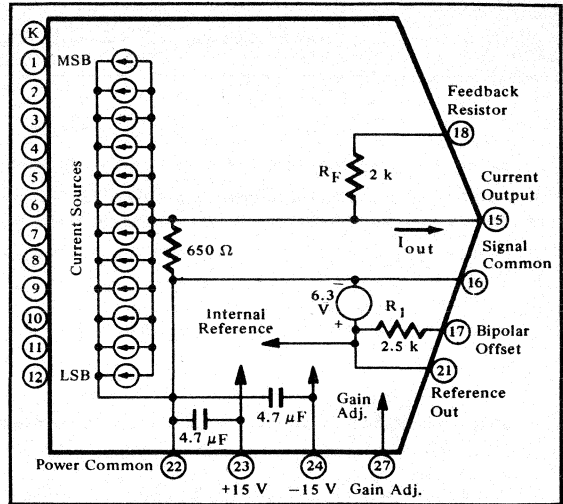 K
1
MSB
2
3
4
5
6
7
8
9
10
11
12
LSB
Current Sources
Feedback
Resistor
18
R_F
2 k
Current
Output
15
I_out
650 Ω
Signal
Common
16
6.3
V
−
+
Internal
Reference
R_1
2.5 k
17
Bipolar
Offset
21
Reference
Out
4.7 μF
4.7 μF
Gain
Adj.
Power Common
22
23
24
27
+15 V
−15 V
Gain Adj.